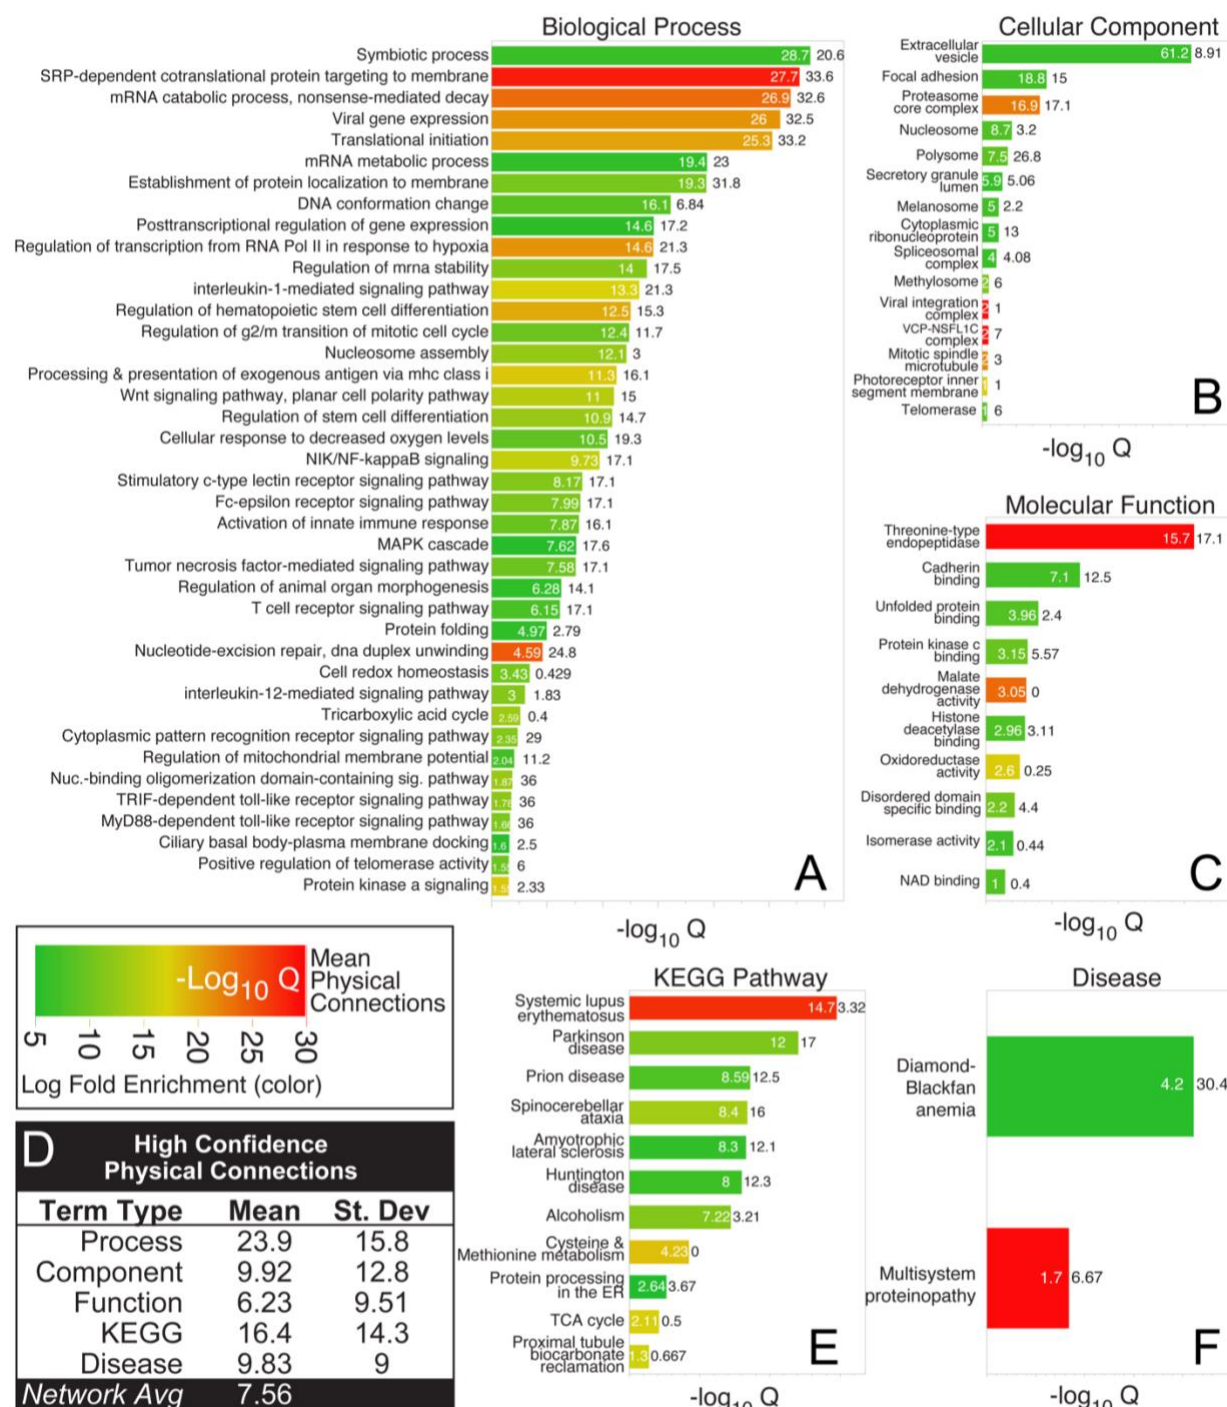 Biological Process
Symbiotic process 28.7 20.6
SRP-dependent cotranslational protein targeting to membrane 27.7 33.6
mRNA catabolic process, nonsense-mediated decay 26.9 32.6
Viral gene expression 26 32.5
Translational initiation 25.3 33.2
mRNA metabolic process 19.4 23
Establishment of protein localization to membrane 19.3 31.8
DNA conformation change 16.1 6.84
Posttranscriptional regulation of gene expression 14.6 17.2
Regulation of transcription from RNA Pol II in response to hypoxia 14.6 21.3
Regulation of mrna stability 14 17.5
interleukin-1-mediated signaling pathway 13.3 21.3
Regulation of hematopoietic stem cell differentiation 12.5 15.3
Regulation of g2/m transition of mitotic cell cycle 12.4 11.7
Nucleosome assembly 12.1 3
Processing & presentation of exogenous antigen via mhc class i 11.3 16.1
Wnt signaling pathway, planar cell polarity pathway 11 15
Regulation of stem cell differentiation 10.9 14.7
Cellular response to decreased oxygen levels 10.5 19.3
NIK/NF-kappaB signaling 9.73 17.1
Stimulatory c-type lectin receptor signaling pathway 8.17 17.1
Fc-epsilon receptor signaling pathway 7.99 17.1
Activation of innate immune response 7.87 16.1
MAPK cascade 7.62 17.6
Tumor necrosis factor-mediated signaling pathway 7.58 17.1
Regulation of animal organ morphogenesis 6.28 14.1
T cell receptor signaling pathway 6.15 17.1
Protein folding 4.97 2.79
Nucleotide-excision repair, dna duplex unwinding 4.59 24.8
Cell redox homeostasis 3.43 0.429
interleukin-12-mediated signaling pathway 3 1.83
Tricarboxylic acid cycle 2.59 0.4
Cytoplasmic pattern recognition receptor signaling pathway 2.35 29
Regulation of mitochondrial membrane potential 2.04 11.2
Nuc.-binding oligomerization domain-containing sig. pathway 1.87 36
TRIF-dependent toll-like receptor signaling pathway 1.78 36
MyD88-dependent toll-like receptor signaling pathway 36
Ciliary basal body-plasma membrane docking 1.6 2.5
Positive regulation of telomerase activity 6
Protein kinase a signaling 2.33
A
-log10 Q
Cellular Component
Extracellular
vesicle 61.2 8.91
Focal adhesion 18.8 15
Proteasome
core complex 16.9 17.1
Nucleosome 8.7 3.2
Polysome 7.5 26.8
Secretory granule
lumen 5.9 5.06
Melanosome 5 2.2
Cytoplasmic
ribonucleoprotein 5 13
Spliceosomal
complex 4 4.08
Methylosome 2 6
Viral integration
complex 2 1
VCP-NSFL1C
complex 2 7
Mitotic spindle
microtubule 2 3
Photoreceptor inner
segment membrane 1 1
Telomerase 1 6
B
-log10 Q
Molecular Function
Threonine-type
endopeptidase 15.7 17.1
Cadherin
binding 7.1 12.5
Unfolded protein
binding 3.96 2.4
Protein kinase c
binding 3.15 5.57
Malate
dehydrogenase
activity 3.05 0
Histone
deacetylase
binding 2.96 3.11
Oxidoreductase
activity 2.6 0.25
Disordered domain
specific binding 2.2 4.4
Isomerase activity 2.1 0.44
NAD binding 1 0.4
C
-log10 Q
-Log10 Q
Mean
Physical
Connections
5 10 15 20 25 30
Log Fold Enrichment (color)
D
High Confidence
Physical Connections
Term Type Mean St. Dev
Process 23.9 15.8
Component 9.92 12.8
Function 6.23 9.51
KEGG 16.4 14.3
Disease 9.83 9
Network Avg 7.56
KEGG Pathway
Systemic lupus
erythematosus 14.7 3.32
Parkinson
disease 12 17
Prion disease 8.59 12.5
Spinocerebellar
ataxia 8.4 16
Amyotrophic
lateral sclerosis 8.3 12.1
Huntington
disease 8 12.3
Alcoholism 7.22 3.21
Cysteine &
Methionine metabolism 4.23 0
Protein processing
in the ER 2.64 3.67
TCA cycle 2.11 0.5
Proximal tubule
biocarbonate
reclamation 1.3 0.667
E
-log10 Q
Disease
Diamond-
Blackfan
anemia 4.2 30.4
Multisystem
proteinopathy 1.7 6.67
F
-log10 Q